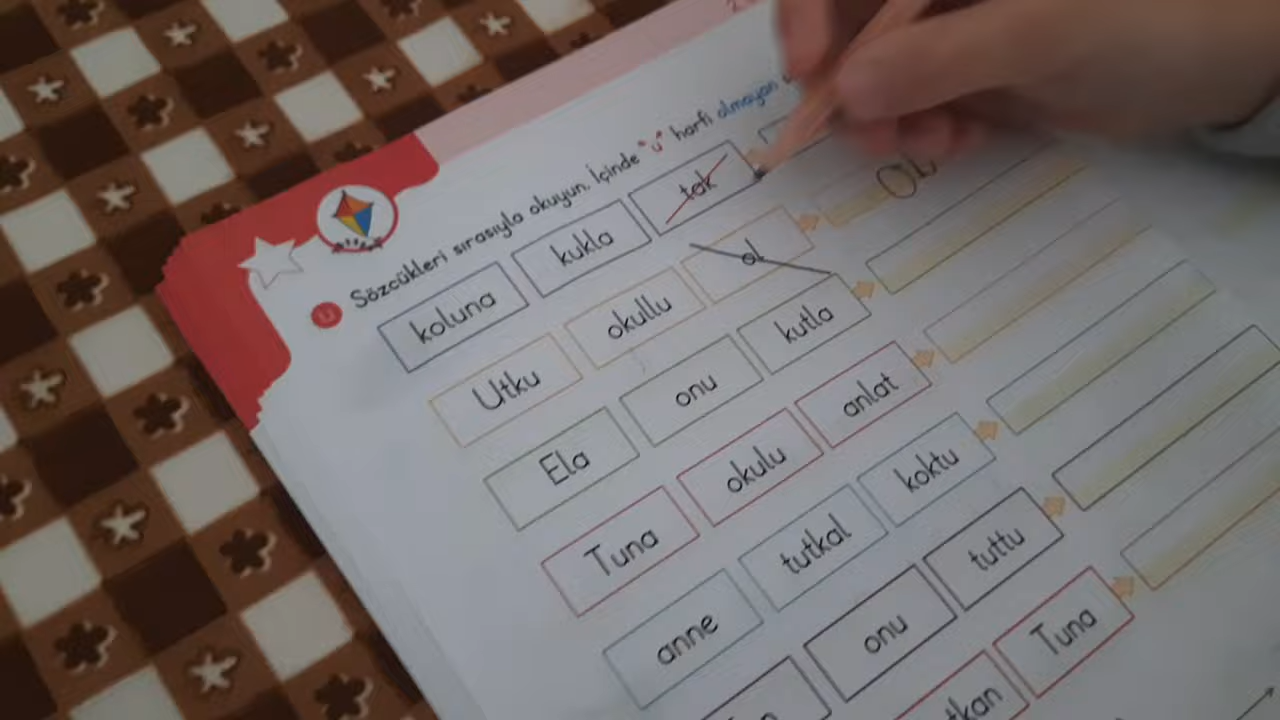 Sözcükleri sırasıyla okuyun. İçinde "u" harfi olmayan
koluna kukla tak
Utku okullu al OL
Ela onu kutla
Tuna okulu anlat
anne tutkal koktu
onu tuttu
Tuna